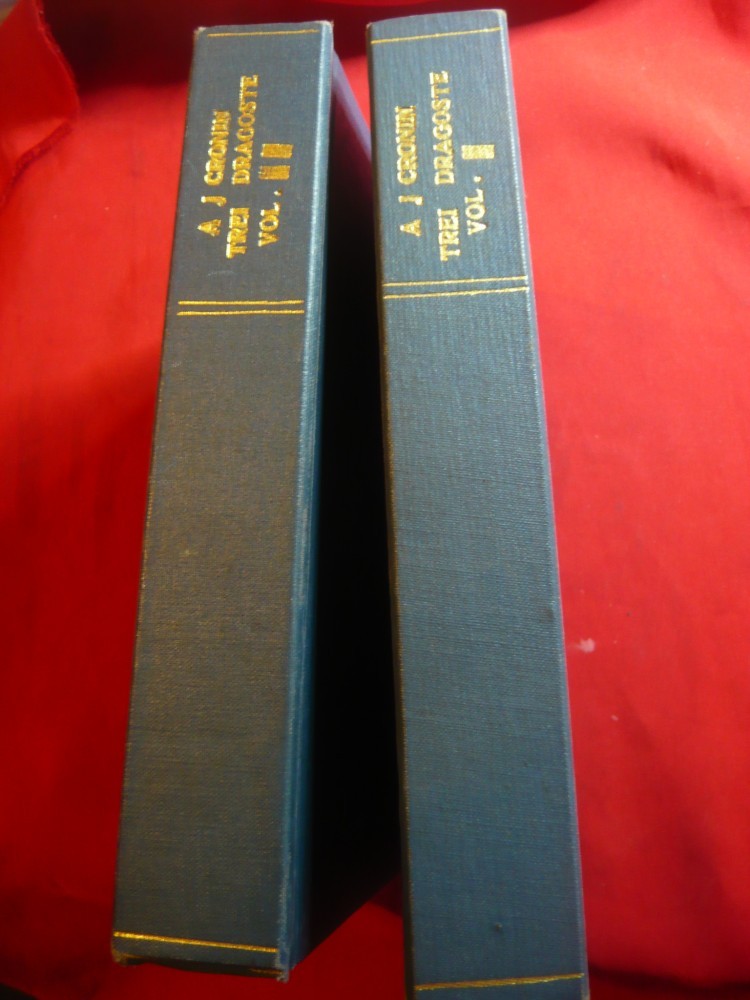 A J CRONIN
TREI DRAGOSTE
VOL. II
A J CRONIN
TREI DRAGOSTE
VOL. I